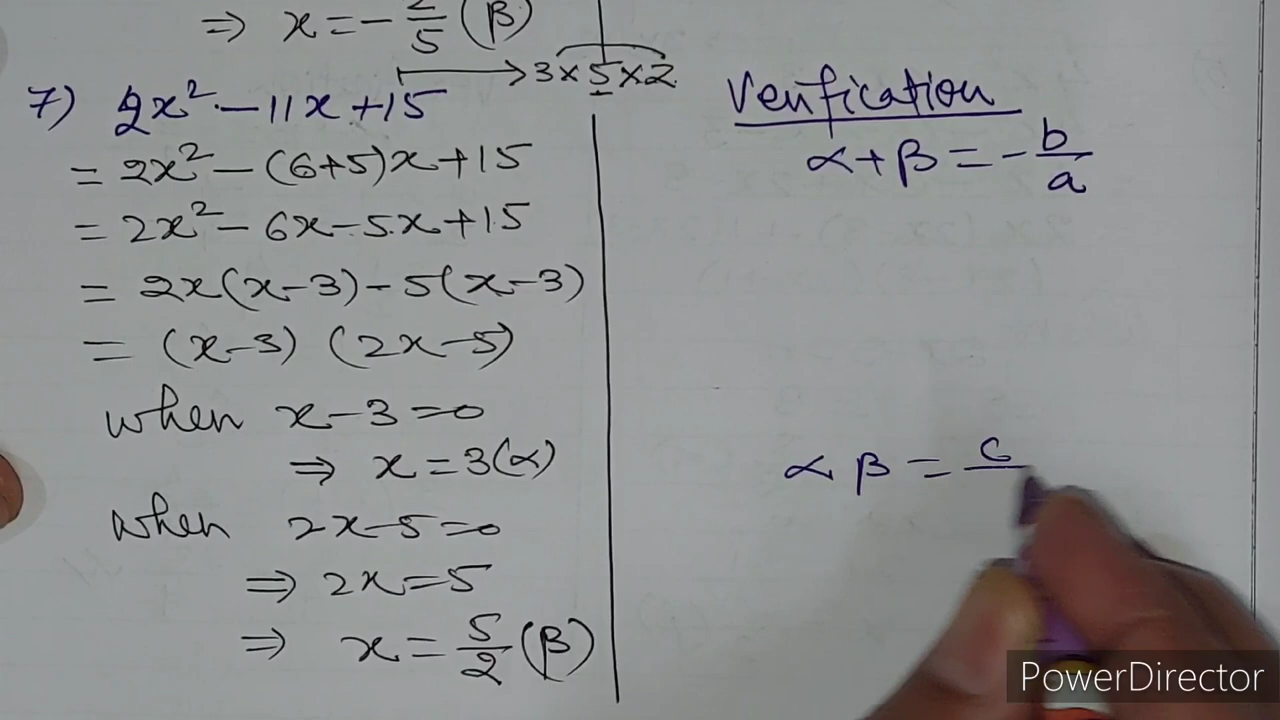 ⇒ x = - 2/5 (β)
→ 3×5×2
7) 2x² - 11x + 15
= 2x² - (6+5)x + 15
= 2x² - 6x - 5x + 15
= 2x(x-3) - 5(x-3)
= (x-3) (2x-5)
when x-3=0
⇒ x = 3(α)
when 2x-5=0
⇒ 2x = 5
⇒ x = 5/2 (β)
Verification
α+β = - b/a
αβ = c/
PowerDirector